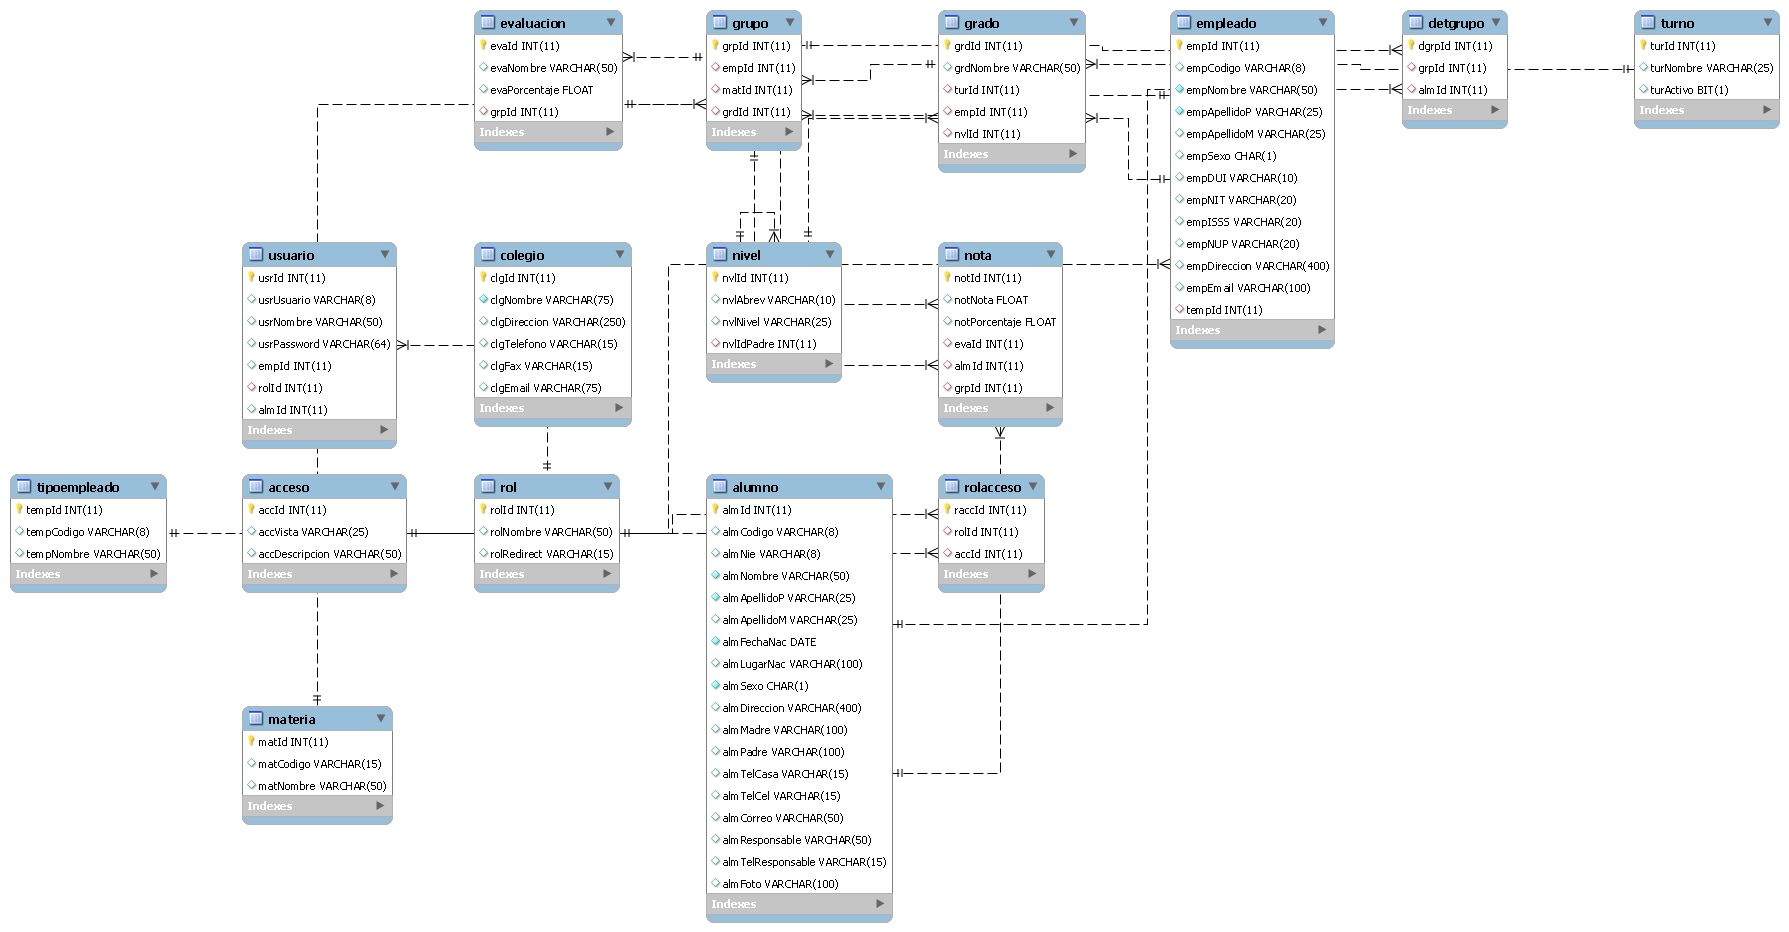 evaluacion
evaId INT(11)
evaNombre VARCHAR(50)
evaPorcentaje FLOAT
grpId INT(11)
Indexes
grupo
grpId INT(11)
empId INT(11)
matId INT(11)
grdId INT(11)
Indexes
grado
grdId INT(11)
grdNombre VARCHAR(50)
turId INT(11)
empId INT(11)
nvlId INT(11)
Indexes
empleado
empId INT(11)
empCodigo VARCHAR(8)
empNombre VARCHAR(50)
empApellidoP VARCHAR(25)
empApellidoM VARCHAR(25)
empSexo CHAR(1)
empDUI VARCHAR(10)
empNIT VARCHAR(20)
empISSS VARCHAR(20)
empNUP VARCHAR(20)
empDireccion VARCHAR(400)
empEmail VARCHAR(100)
tempId INT(11)
Indexes
detgrupo
dgrpId INT(11)
grpId INT(11)
almId INT(11)
Indexes
turno
turId INT(11)
turNombre VARCHAR(25)
turActivo BIT(1)
Indexes
usuario
usrId INT(11)
usrUsuario VARCHAR(8)
usrNombre VARCHAR(50)
usrPassword VARCHAR(64)
empId INT(11)
rolId INT(11)
almId INT(11)
Indexes
colegio
clgId INT(11)
clgNombre VARCHAR(75)
clgDireccion VARCHAR(250)
clgTelefono VARCHAR(15)
clgFax VARCHAR(15)
clgEmail VARCHAR(75)
Indexes
nivel
nvlId INT(11)
nvlAbrev VARCHAR(10)
nvlNivel VARCHAR(25)
nvlIdPadre INT(11)
Indexes
nota
notId INT(11)
notNota FLOAT
notPorcentaje FLOAT
evaId INT(11)
almId INT(11)
grpId INT(11)
Indexes
tipoempleado
tempId INT(11)
tempCodigo VARCHAR(8)
tempNombre VARCHAR(50)
Indexes
acceso
accId INT(11)
accVista VARCHAR(25)
accDescripcion VARCHAR(50)
Indexes
rol
rolId INT(11)
rolNombre VARCHAR(50)
rolRedirect VARCHAR(15)
Indexes
alumno
almId INT(11)
almCodigo VARCHAR(8)
almNie VARCHAR(8)
almNombre VARCHAR(50)
almApellidoP VARCHAR(25)
almApellidoM VARCHAR(25)
almFechaNac DATE
almLugarNac VARCHAR(100)
almSexo CHAR(1)
almDireccion VARCHAR(400)
almMadre VARCHAR(100)
almPadre VARCHAR(100)
almTelCasa VARCHAR(15)
almTelCel VARCHAR(15)
almCorreo VARCHAR(50)
almResponsable VARCHAR(50)
almTelResponsable VARCHAR(15)
almFoto VARCHAR(100)
Indexes
rolacceso
raccId INT(11)
rolId INT(11)
accId INT(11)
Indexes
materia
matId INT(11)
matCodigo VARCHAR(15)
matNombre VARCHAR(50)
Indexes